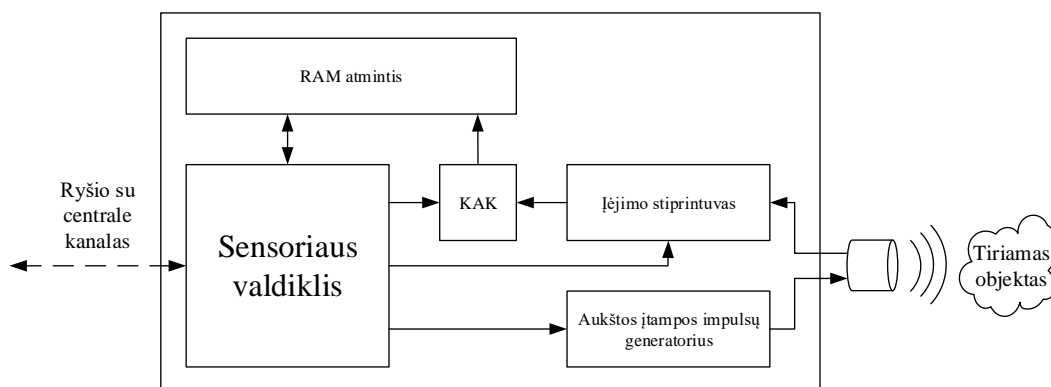 RAM atmintis
Ryšio su
centrale
kanalas
Sensoriaus
valdiklis
KAK
Įėjimo stiprintuvas
Aukštos įtampos impulsų
generatorius
Tiriamas
objektas